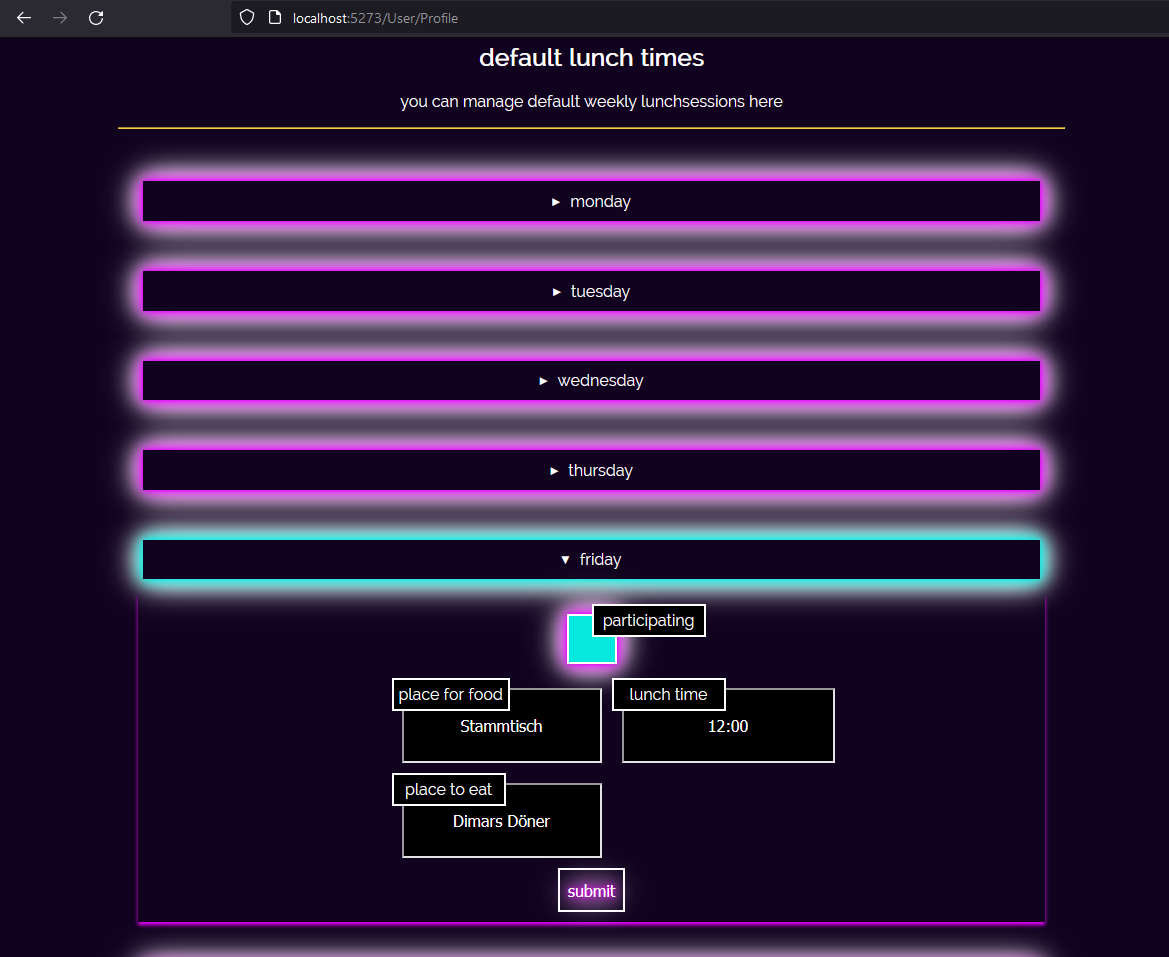 localhost:5273/User/Profile
default lunch times
you can manage default weekly lunchsessions here
► monday
► tuesday
► wednesday
► thursday
▼ friday
participating
place for food
lunch time
Stammtisch
12:00
place to eat
Dimars Döner
submit